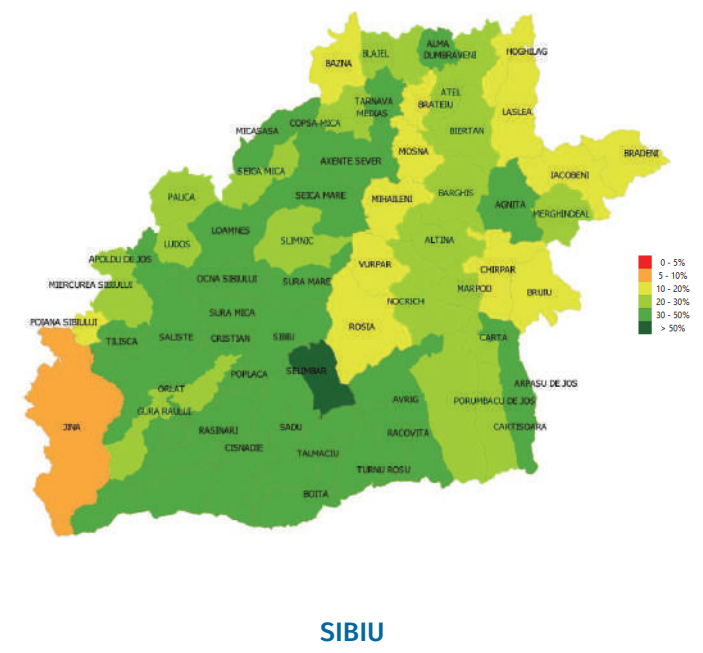 ALMA
BLAJEL
DUMBRAVENI
HOGHILAG
BAZNA
ATEL
TARNAVA
BRATEIU
MEDIAS
LASLEA
COPSA MICA
MICASASA
BIERTAN
MOSNA
BRADENI
AXENTE SEVER
SEICA MICA
IACOBENI
BARGHIS
SEICA MARE
PAUCA
MIHAILENI
AGNITA
MERGHINDEAL
LOAMNES
SLIMNIC
ALTINA
LUDOS
APOLDU DE JOS
VURPAR
CHIRPAR
OCNA SIBIULUI
SURA MARE
MIERCUREA SIBIULUI
MARPOD
BRUIU
NOCRICH
SURA MICA
POIANA SIBIULUI
ROSIA
TILISCA
SALISTE
CRISTIAN
SIBIU
CARTA
SELIMBAR
POPLACA
ARPASU DE JOS
ORLAT
AVRIG
PORUMBACU DE JOS
GURA RAULUI
JINA
SADU
CARTISOARA
RASINARI
RACOVITA
CISNADIE
TALMACIU
TURNU ROSU
BOITA
0 - 5%
5 - 10%
10 - 20%
20 - 30%
30 - 50%
> 50%
SIBIU